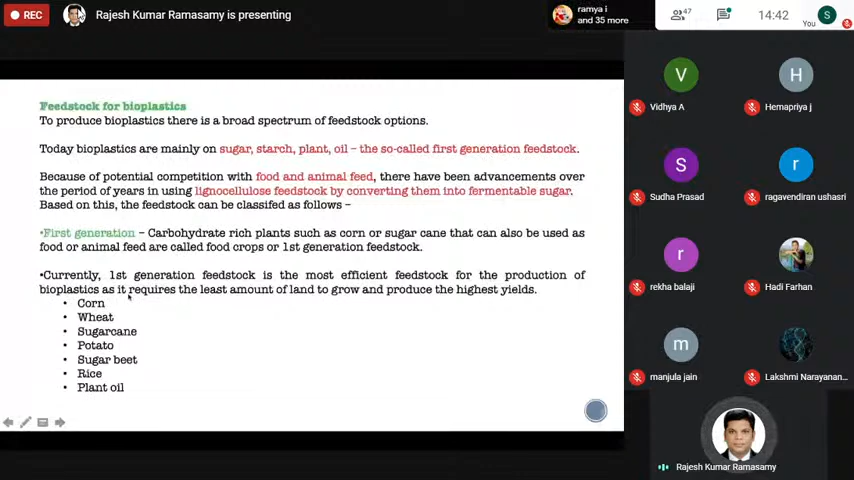 REC
Rajesh Kumar Ramasamy is presenting
ramya i
and 35 more
47
14:42
You
S
Feedstock for bioplastics
To produce bioplastics there is a broad spectrum of feedstock options.
Today bioplastics are mainly on sugar, starch, plant, oil – the so-called first generation feedstock.
Because of potential competition with food and animal feed, there have been advancements over
the period of years in using lignocellulose feedstock by converting them into fermentable sugar.
Based on this, the feedstock can be classifed as follows –
•First generation – Carbohydrate rich plants such as corn or sugar cane that can also be used as
food or animal feed are called food crops or 1st generation feedstock.
•Currently, 1st generation feedstock is the most efficient feedstock for the production of
bioplastics as it requires the least amount of land to grow and produce the highest yields.
• Corn
• Wheat
• Sugarcane
• Potato
• Sugar beet
• Rice
• Plant oil
V
Vidhya A
H
Hemapriya j
S
Sudha Prasad
r
ragavendiran ushasri
r
rekha balaji
Hadi Farhan
m
manjula jain
Lakshmi Narayanan...
Rajesh Kumar Ramasamy